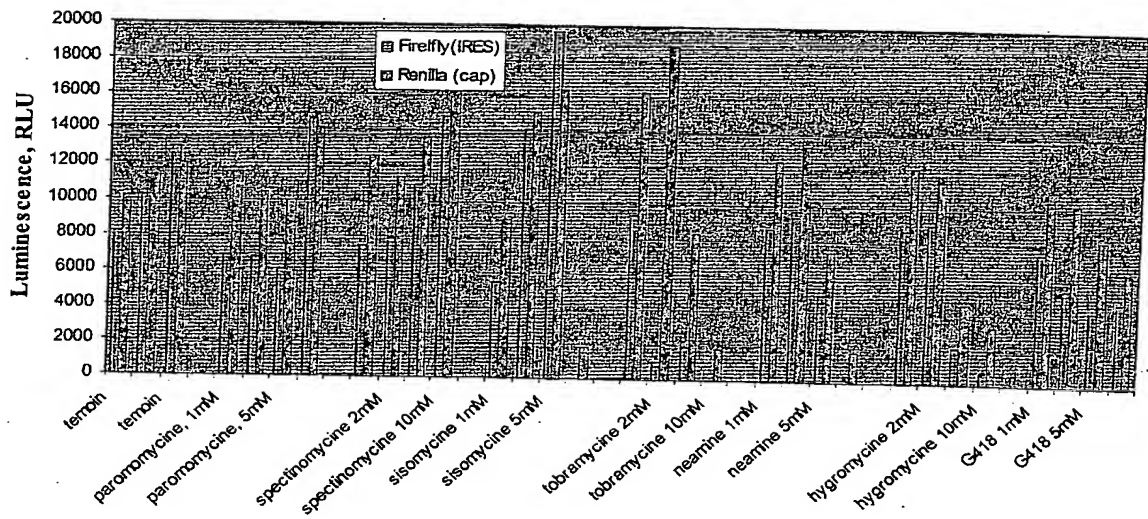 20000
18000
16000
14000
12000
10000
8000
6000
4000
2000
0
Luminescence, RLU
Firelfly(IRES)
Renilla (cap)
temoin
temoin
paromomycine, 1mM
paromomycine, 5mM
spectinomycine 2mM
spectinomycine 10mM
sisomycine 1mM
sisomycine 5mM
tobramycine 2mM
tobramycine 10mM
neamine 1mM
neamine 5mM
hygromycine 2mM
hygromycine 10mM
G418 1mM
G418 5mM